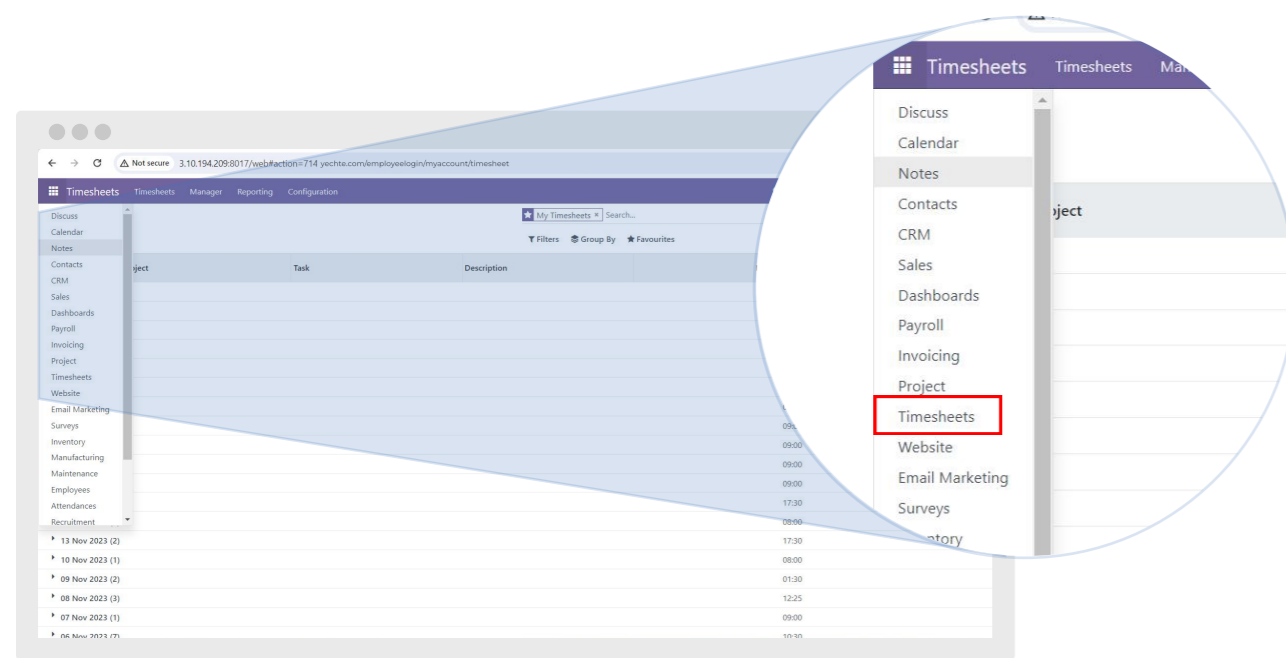 Not secure 3.10.194.209:8017/web#action=714 yechte.com/employeelogin/myaccount/timesheet
Timesheets Timesheets Manager Reporting Configuration
My Timesheets × Search...
Filters Group By Favourites
Task Description
Discuss
Calendar
Notes
Contacts
CRM
Sales
Dashboards
Payroll
Invoicing
Project
Timesheets
Website
Email Marketing
Surveys
Inventory
Manufacturing
Maintenance
Employees
Attendances
Recruitment
09:00
09:00
09:00
17:30
08:00
13 Nov 2023 (2) 17:30
10 Nov 2023 (1) 08:00
09 Nov 2023 (2) 01:30
08 Nov 2023 (3) 12:25
07 Nov 2023 (1) 09:00
06 Nov 2023 (7) 10:30
Timesheets Timesheets
Discuss
Calendar
Notes
Contacts
CRM
Sales
Dashboards
Payroll
Invoicing
Project
Timesheets
Website
Email Marketing
Surveys